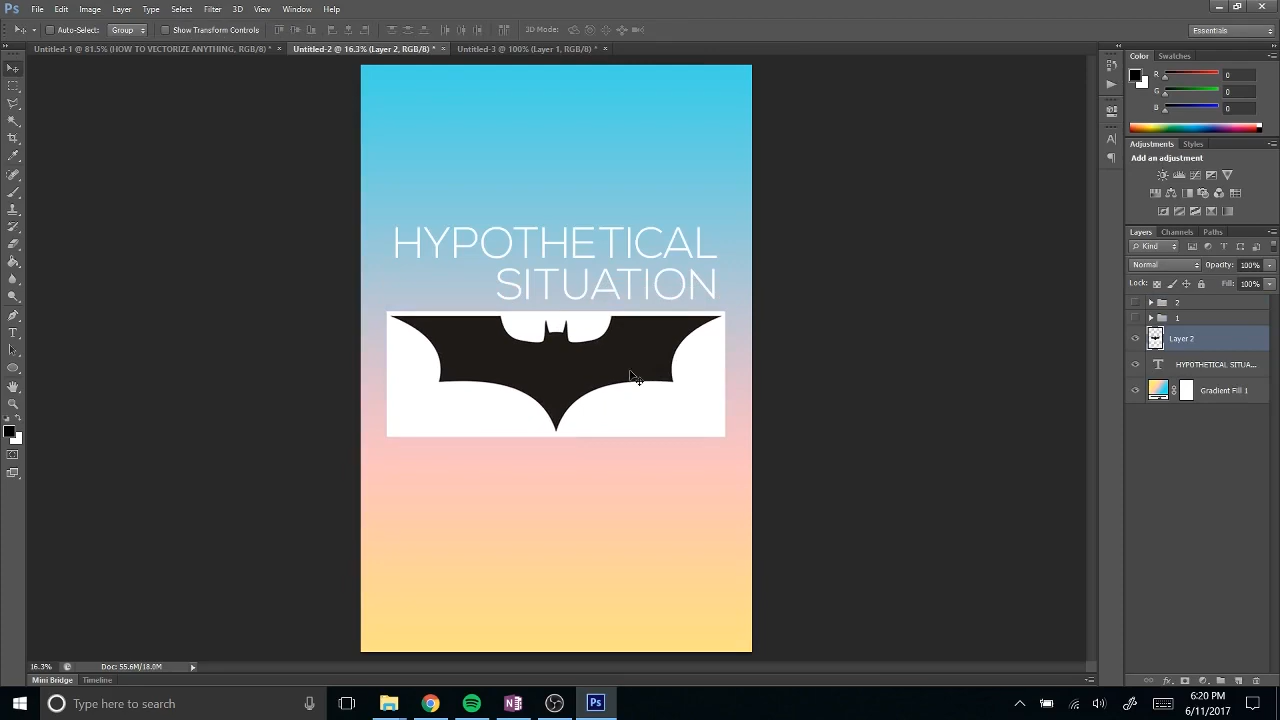 Ps File Edit Image Layer Type Select Filter 3D View Window Help
Auto-Select: Group Show Transform Controls 3D Mode: Essentials
Untitled-1 @ 81.5% (HOW TO VECTORIZE ANYTHING, RGB/8) * × Untitled-2 @ 16.3% (Layer 2, RGB/8) * × Untitled-3 @ 100% (Layer 1, RGB/8) * ×
Color Swatches
R 0
G 0
B 0
Adjustments Styles
Add an adjustment
HYPOTHETICAL
SITUATION
Layers Channels Paths
Kind
Normal Opacity: 100%
Lock: Fill: 100%
2
1
Layer 2
T HYPOTHETICAL SITUA...
Gradient Fill 1
16.3% Doc: 55.6M/18.0M
Mini Bridge Timeline
Type here to search
6:20 PM
6/11/2017